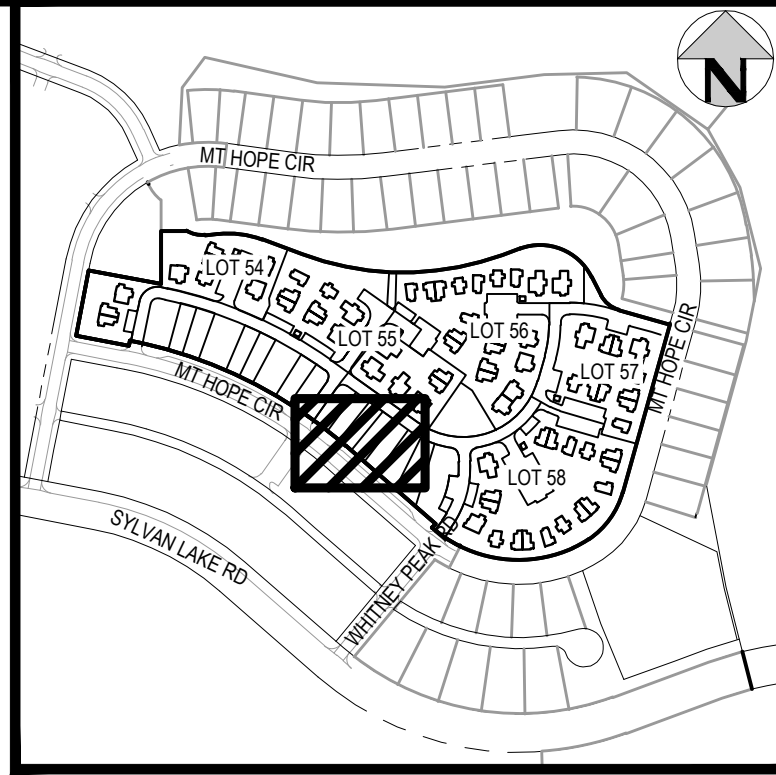 N
MT HOPE CIR
LOT 54
LOT 55
LOT 56
LOT 57
MT HOPE CIR
MT HOPE CIR
LOT 58
SYLVAN LAKE RD
WHITNEY PEAK RD